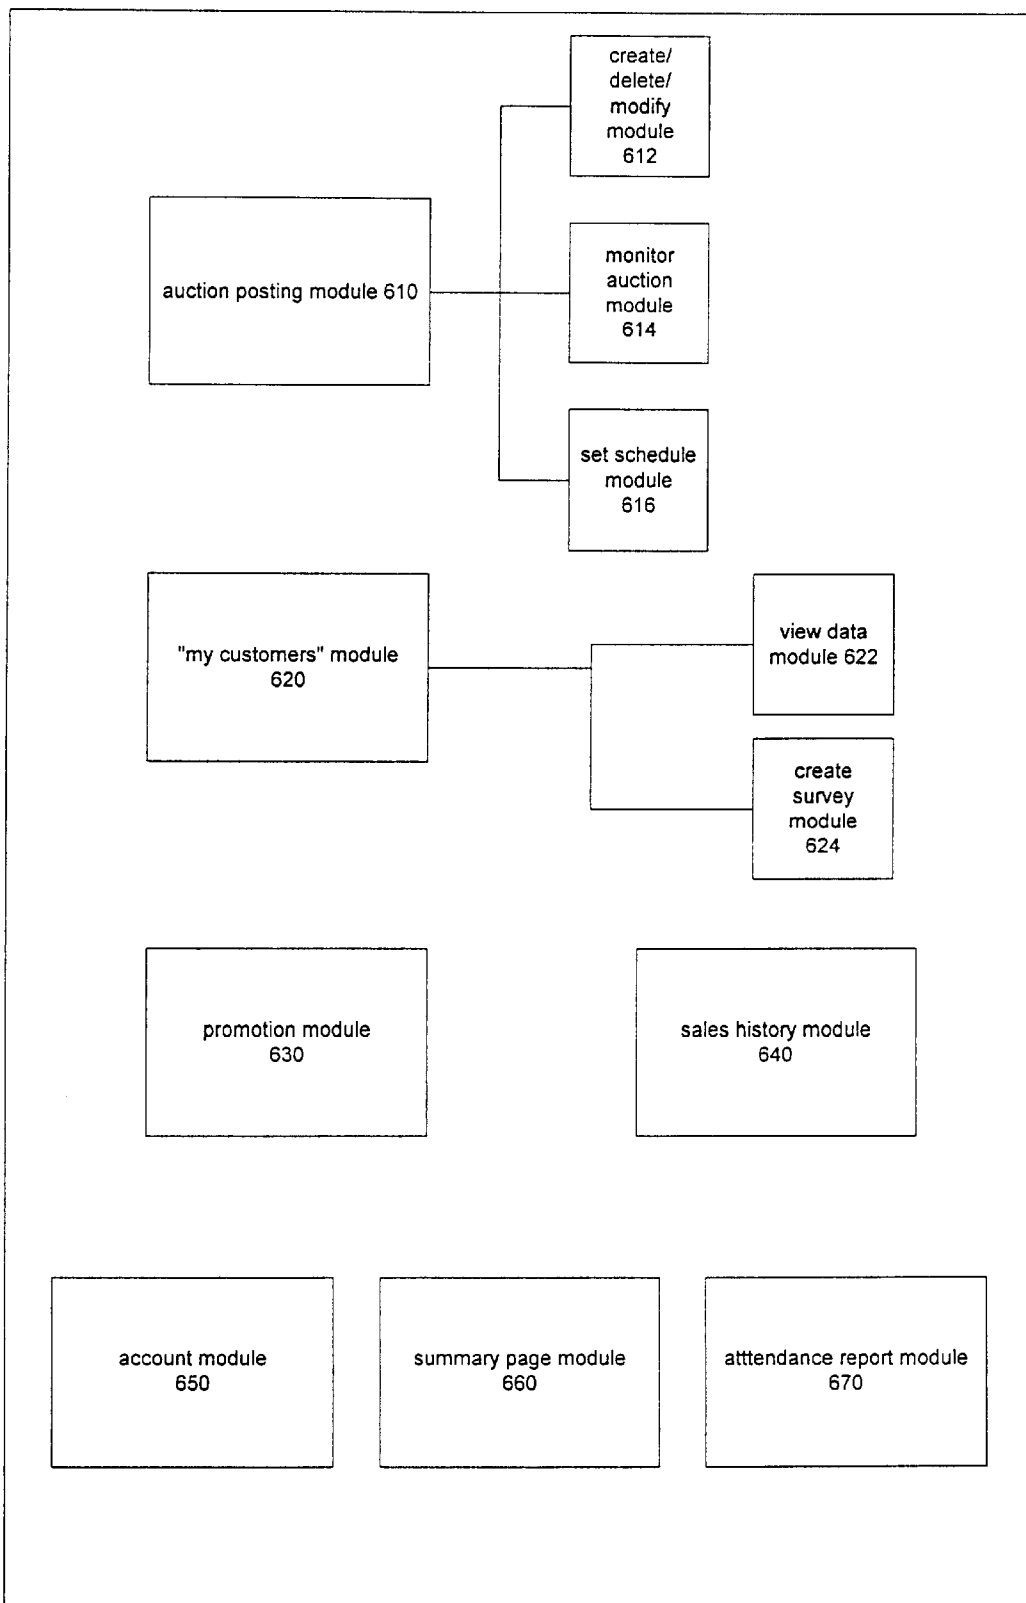 create/
delete/
modify
module
612
auction posting module 610
monitor
auction
module
614
set schedule
module
616
"my customers" module
620
view data
module 622
create
survey
module
624
promotion module
630
sales history module
640
account module
650
summary page module
660
atttendance report module
670